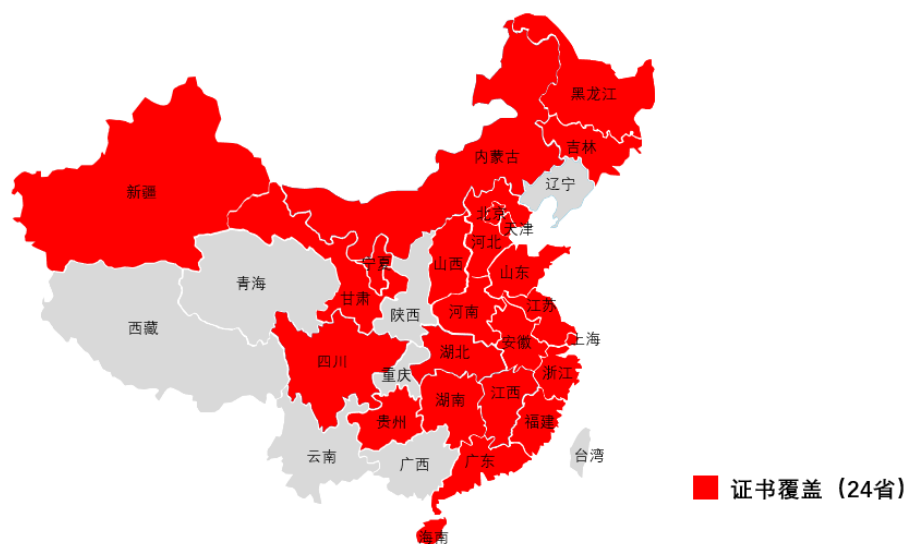 黑龙江
吉林
内蒙古
辽宁
新疆
北京
天津
河北
宁夏
山西
山东
青海
甘肃
陕西
河南
江苏
西藏
安徽
上海
四川
湖北
重庆
浙江
江西
湖南
贵州
福建
云南
广西
广东
台湾
证书覆盖（24省）
海南